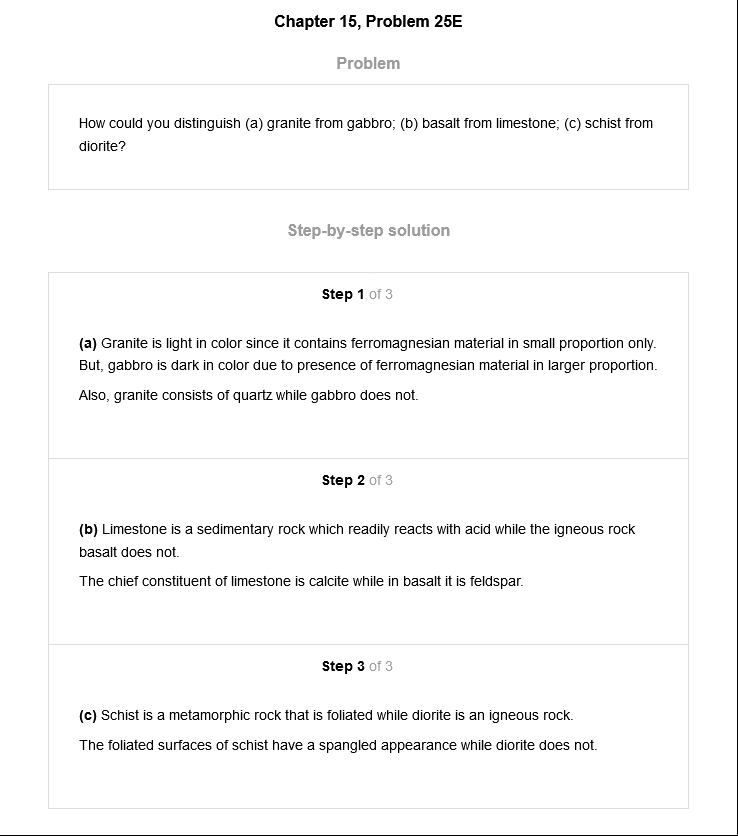 Chapter 15, Problem 25E
Problem
How could you distinguish (a) granite from gabbro; (b) basalt from limestone; (c) schist from
diorite?
Step-by-step solution
Step 1 of 3
(a) Granite is light in color since it contains ferromagnesian material in small proportion only.
But, gabbro is dark in color due to presence of ferromagnesian material in larger proportion.
Also, granite consists of quartz while gabbro does not.
Step 2 of 3
(b) Limestone is a sedimentary rock which readily reacts with acid while the igneous rock
basalt does not.
The chief constituent of limestone is calcite while in basalt it is feldspar.
Step 3 of 3
(c) Schist is a metamorphic rock that is foliated while diorite is an igneous rock.
The foliated surfaces of schist have a spangled appearance while diorite does not.